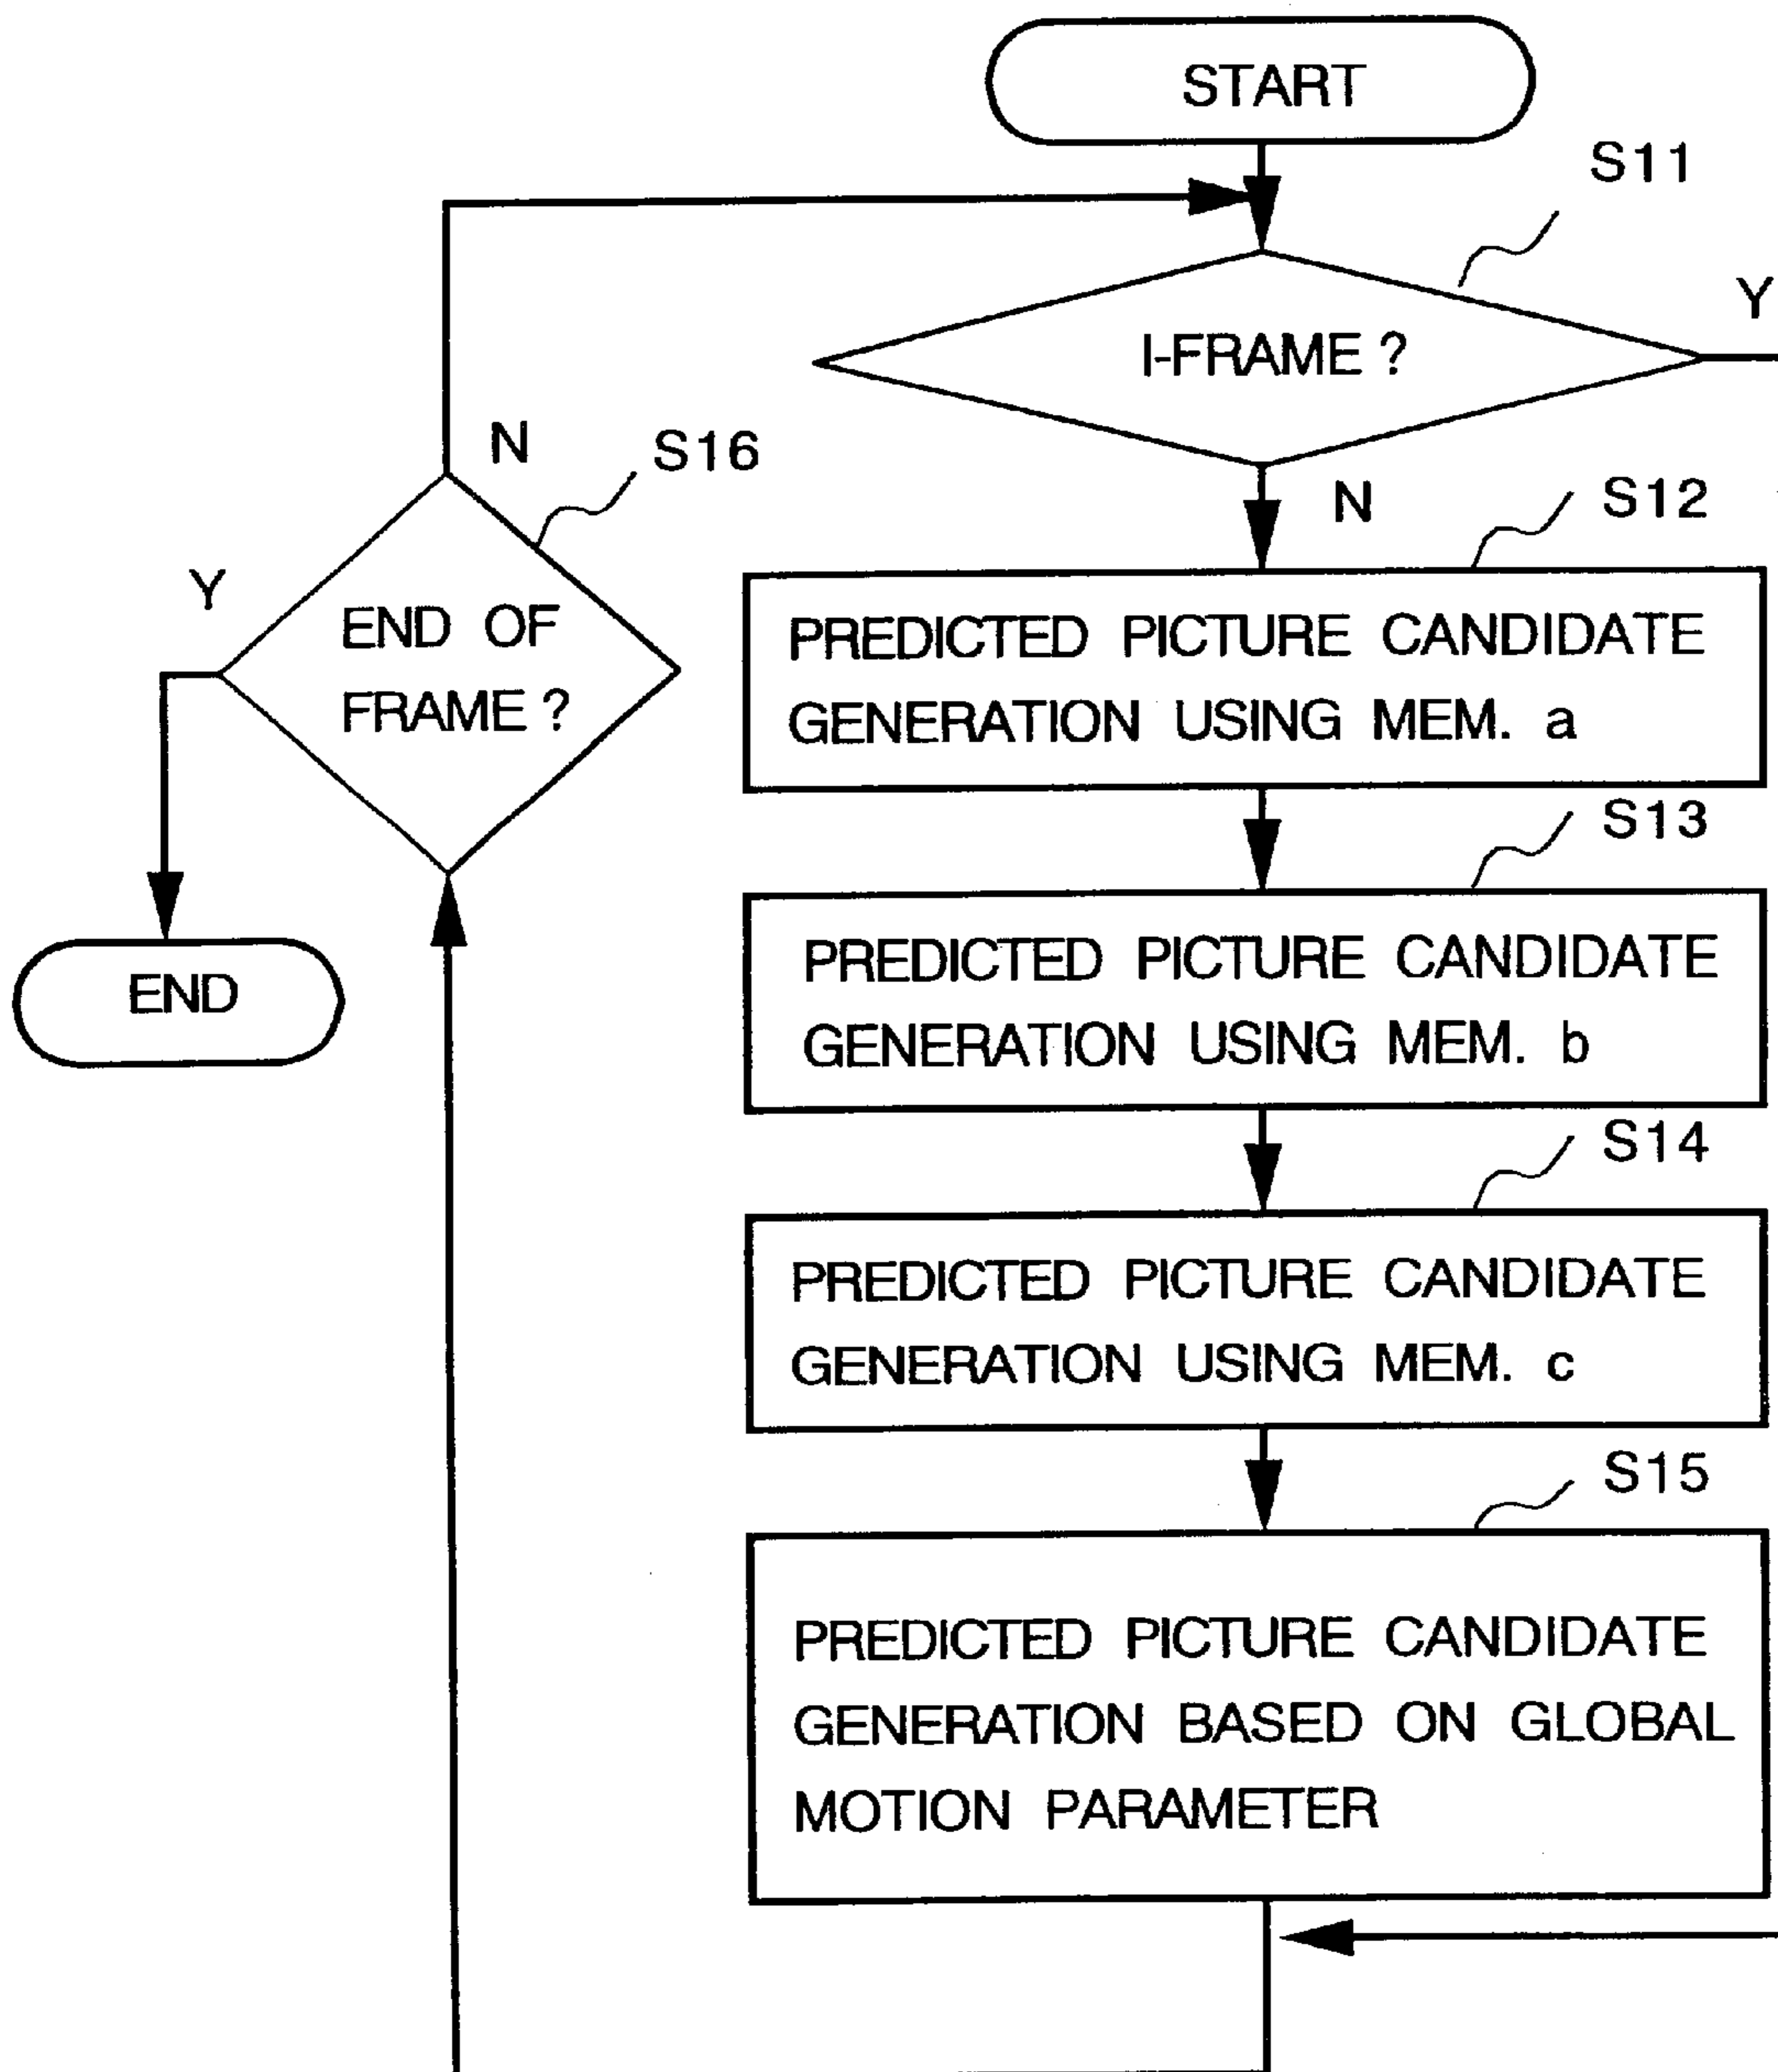 START
S11
I-FRAME ?
Y
N
S12
PREDICTED PICTURE CANDIDATE
GENERATION USING MEM. a
S13
PREDICTED PICTURE CANDIDATE
GENERATION USING MEM. b
S14
PREDICTED PICTURE CANDIDATE
GENERATION USING MEM. c
S15
PREDICTED PICTURE CANDIDATE
GENERATION BASED ON GLOBAL
MOTION PARAMETER
N
S16
Y
END OF
FRAME ?
END